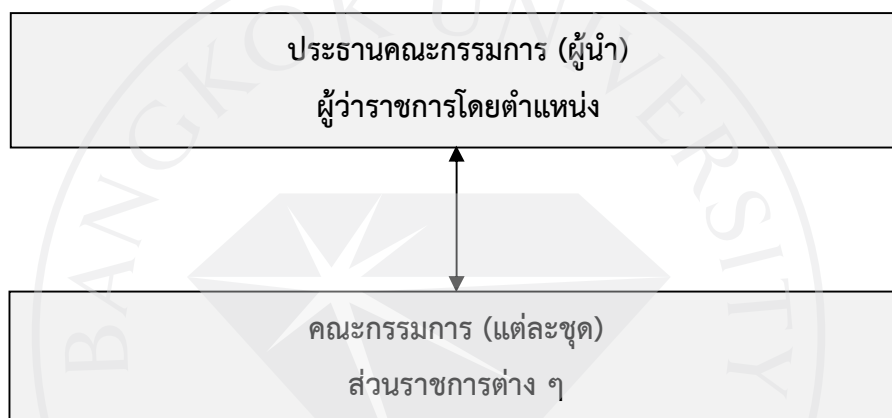 ประธานคณะกรรมการ (ผู้นำ)
ผู้ว่าราชการโดยตำแหน่ง
คณะกรรมการ (แต่ละชุด)
ส่วนราชการต่าง ๆ
BANGKOK UNIVERSITY